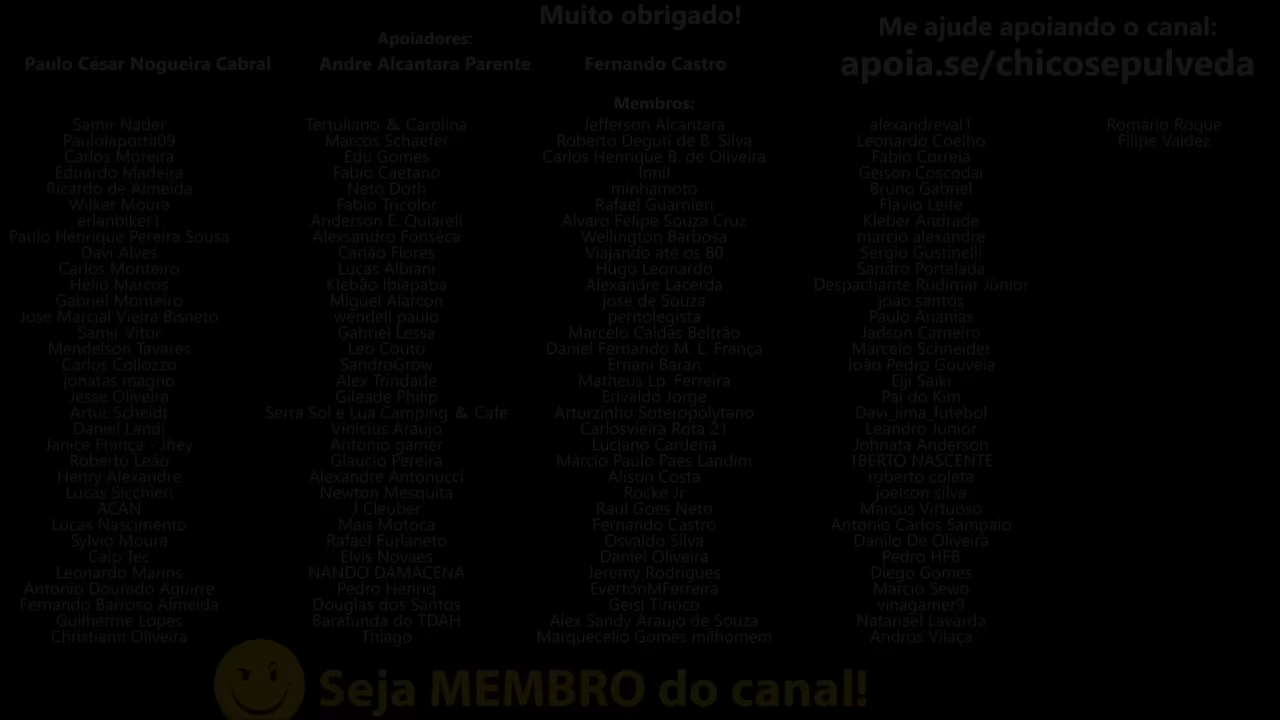 Muito obrigado!
Me ajude apoiando o canal:
apoia.se/chicosepulveda
Apoiadores:
Paulo César Nogueira Cabral
Andre Alcantara Parente
Fernando Castro
Membros:
Samir Nader
Paulolaporta09
Carlos Moreira
Eduardo Madeira
Ricardo de Almeida
Wilker Moura
erlanbiker1
Paulo Henrique Pereira Sousa
Davi Alves
Carlos Monteiro
Hélio Marcos
Gabriel Monteiro
Jose Marcial Vieira Bisneto
Samir Vitor
Mendelson Tavares
Carlos Collozzo
jonatas magno
Jesse Oliveira
Artur Scheidt
Daniel Landi
Janice França - Jhey
Roberto Leão
Henry Alexandre
Lucas Sicchieri
ACAN
Lucas Nascimento
Sylvio Moura
Caio Tec
Leonardo Marins
Antonio Dourado Aguirre
Fernando Barroso Almeida
Guilherme Lopes
Christiann Oliveira
Tertuliano & Carolina
Marcos Schaefer
Edu Gomes
Fabio Caetano
Neto Doth
Fabio Tricolor
Anderson E. Quiareli
Alexsandro Fonseca
Carlão Flores
Lucas Albiani
Klebão Ibiapaba
Miguel Alarcon
wendell paulo
Gabriel Lessa
Leo Couto
SandroGrow
Alex Trindade
Gileade Philip
Serra Sol e Lua Camping & Cafe
Vinicius Araujo
Antonio gamer
Glaucio Pereira
Alexandre Antonucci
Newton Mesquita
J Cleuber
Mais Motoca
Rafael Furlaneto
Elvis Novaes
NANDO DAMACENA
Pedro Henriq
Douglas dos Santos
Barafunda do TDAH
Thiago
Jefferson Alcantara
Roberto Deguti de B. Silva
Carlos Henrique B. de Oliveira
Innil
minhamoto
Rafael Guarnieri
Alvaro Felipe Souza Cruz
Wellington Barbosa
Viajando até os 80
Hugo Leonardo
Alexandre Lacerda
jose de Souza
peritolegista
Marcelo Caldas Beltrão
Daniel Fernando M. L. França
Ernani Baran
Matheus Lp. Ferreira
Erivaldo Jorge
Arturzinho Soteropolytano
Carlosvieira Rota 21
Luciano Cardena
Márcio Paulo Paes Landim
Alison Costa
Rocke Jr
Raul Goes Neto
Fernando Castro
Osvaldo Silva
Daniel Oliveira
Jeremy Rodrigues
EvertonMFerreira
Geisi Tinoco
Alex Sandy Araujo de Souza
Marquecelio Gomes milhomem
alexandreval1
Leonardo Coelho
Fabio Correia
Geison Coscodai
Bruno Gabriel
Flavio Leite
Kleber Andrade
marcio alexandre
Sergio Gustinelli
Sandro Portelada
Despachante Rudimar Júnior
joao santos
Paulo Ananias
Jadson Carneiro
Marcelo Schneider
João Pedro Gouveia
Eiji Saiki
Pai do Kim
Davi_lima_futebol
Leandro Junior
Johnata Anderson
1BERTO NASCENTE
roberto coleta
joelson silva
Marcus Virtuoso
Antonio Carlos Sampaio
Danilo De Oliveira
Pedro HFB
Diego Gomes
Marcio Sewo
vinagamer9
Natanael Lavarda
Andros Vilaça
Romario Roque
Filipe Valdez
Seja MEMBRO do canal!